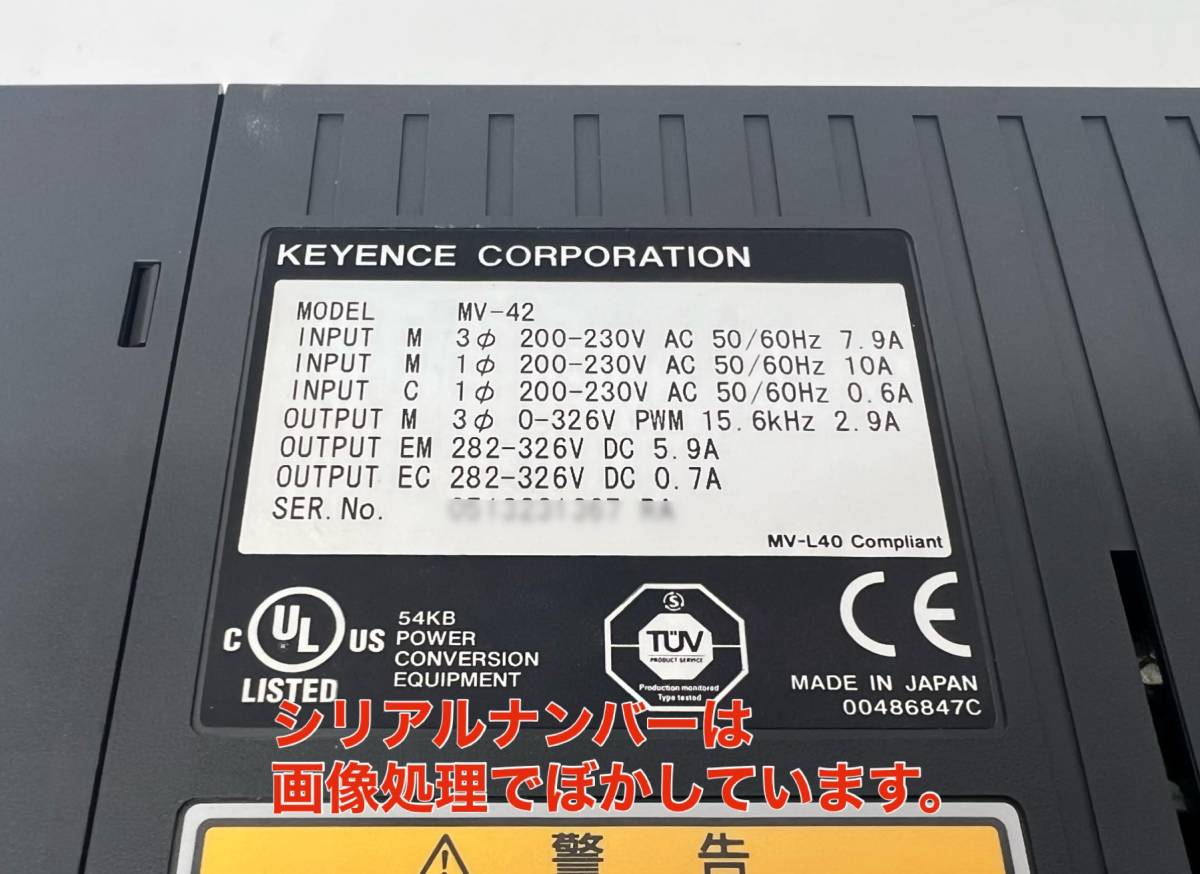 KEYENCE CORPORATION
MODEL MV-42
INPUT M 3φ 200-230V AC 50/60Hz 7.9A
INPUT M 1φ 200-230V AC 50/60Hz 10A
INPUT C 1φ 200-230V AC 50/60Hz 0.6A
OUTPUT M 3φ 0-326V PWM 15.6kHz 2.9A
OUTPUT EM 282-326V DC 5.9A
OUTPUT EC 282-326V DC 0.7A
SER.No.
MV-L40 Compliant
C UL US
LISTED
54KB
POWER
CONVERSION
EQUIPMENT
S
TÜV
PRODUCT SERVICE
Production monitored
Type tested
CE
MADE IN JAPAN
00486847C
シリアルナンバーは
画像処理でぼかしています。
警告